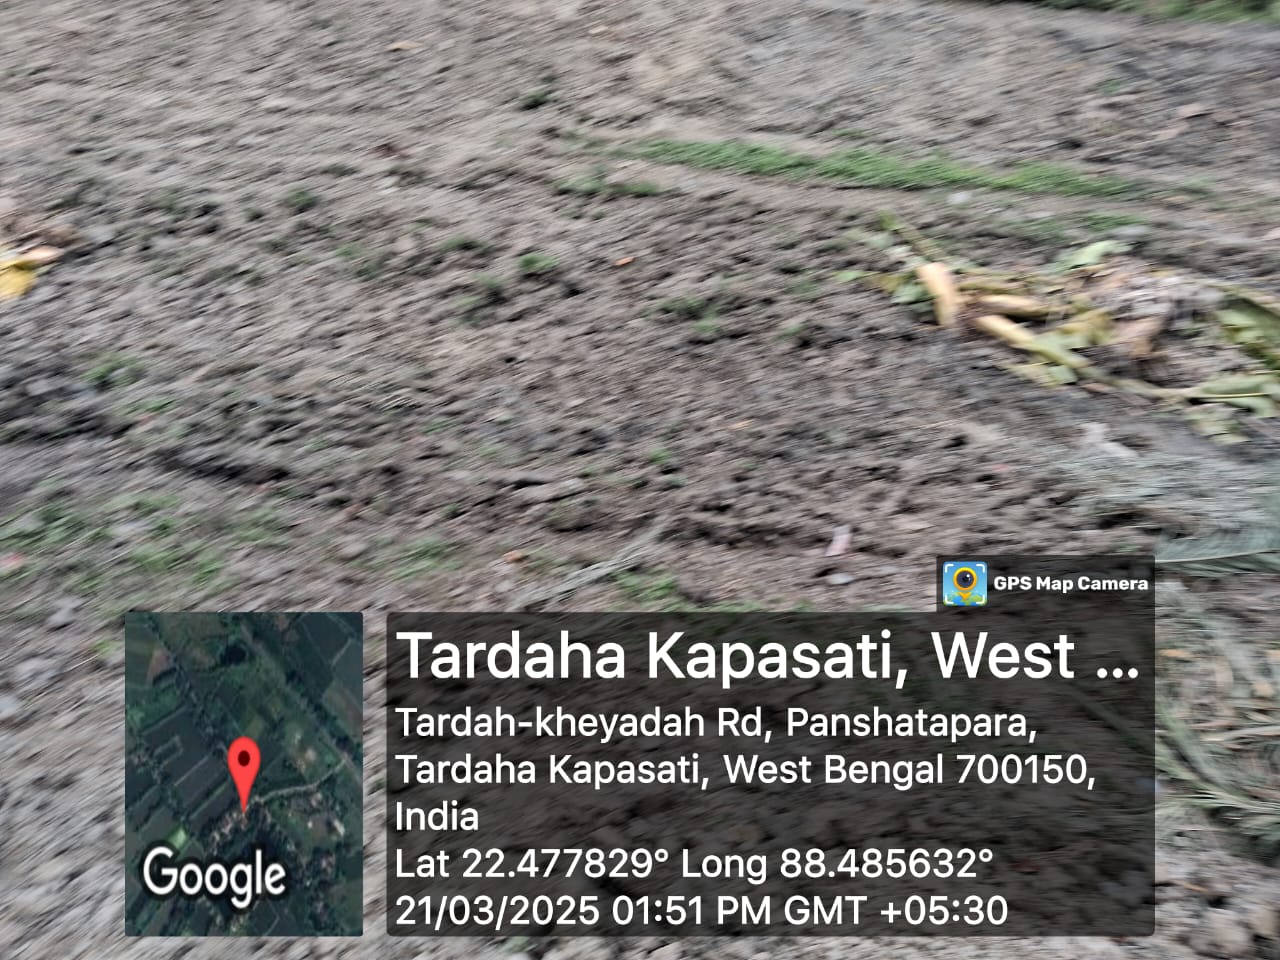 GPS Map Camera
Tardaha Kapasati, West ...
Tardah-kheyadah Rd, Panshatapara,
Tardaha Kapasati, West Bengal 700150,
India
Lat 22.477829° Long 88.485632°
21/03/2025 01:51 PM GMT +05:30
Google